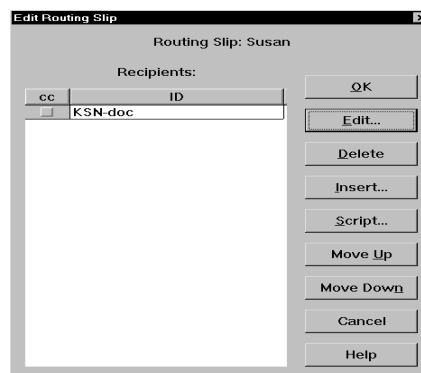 Edit Routing Slip
Routing Slip: Susan
Recipients:
cc ID
KSN-doc
OK
Edit...
Delete
Insert...
Script...
Move Up
Move Down
Cancel
Help